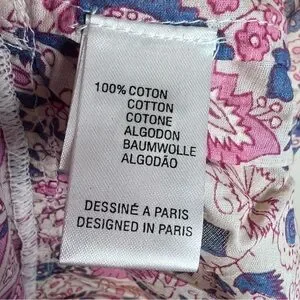 100% COTON
COTTON
COTONE
ALGODON
BAUMWOLLE
ALGODÃO
DESSINÉ A PARIS
DESIGNED IN PARIS